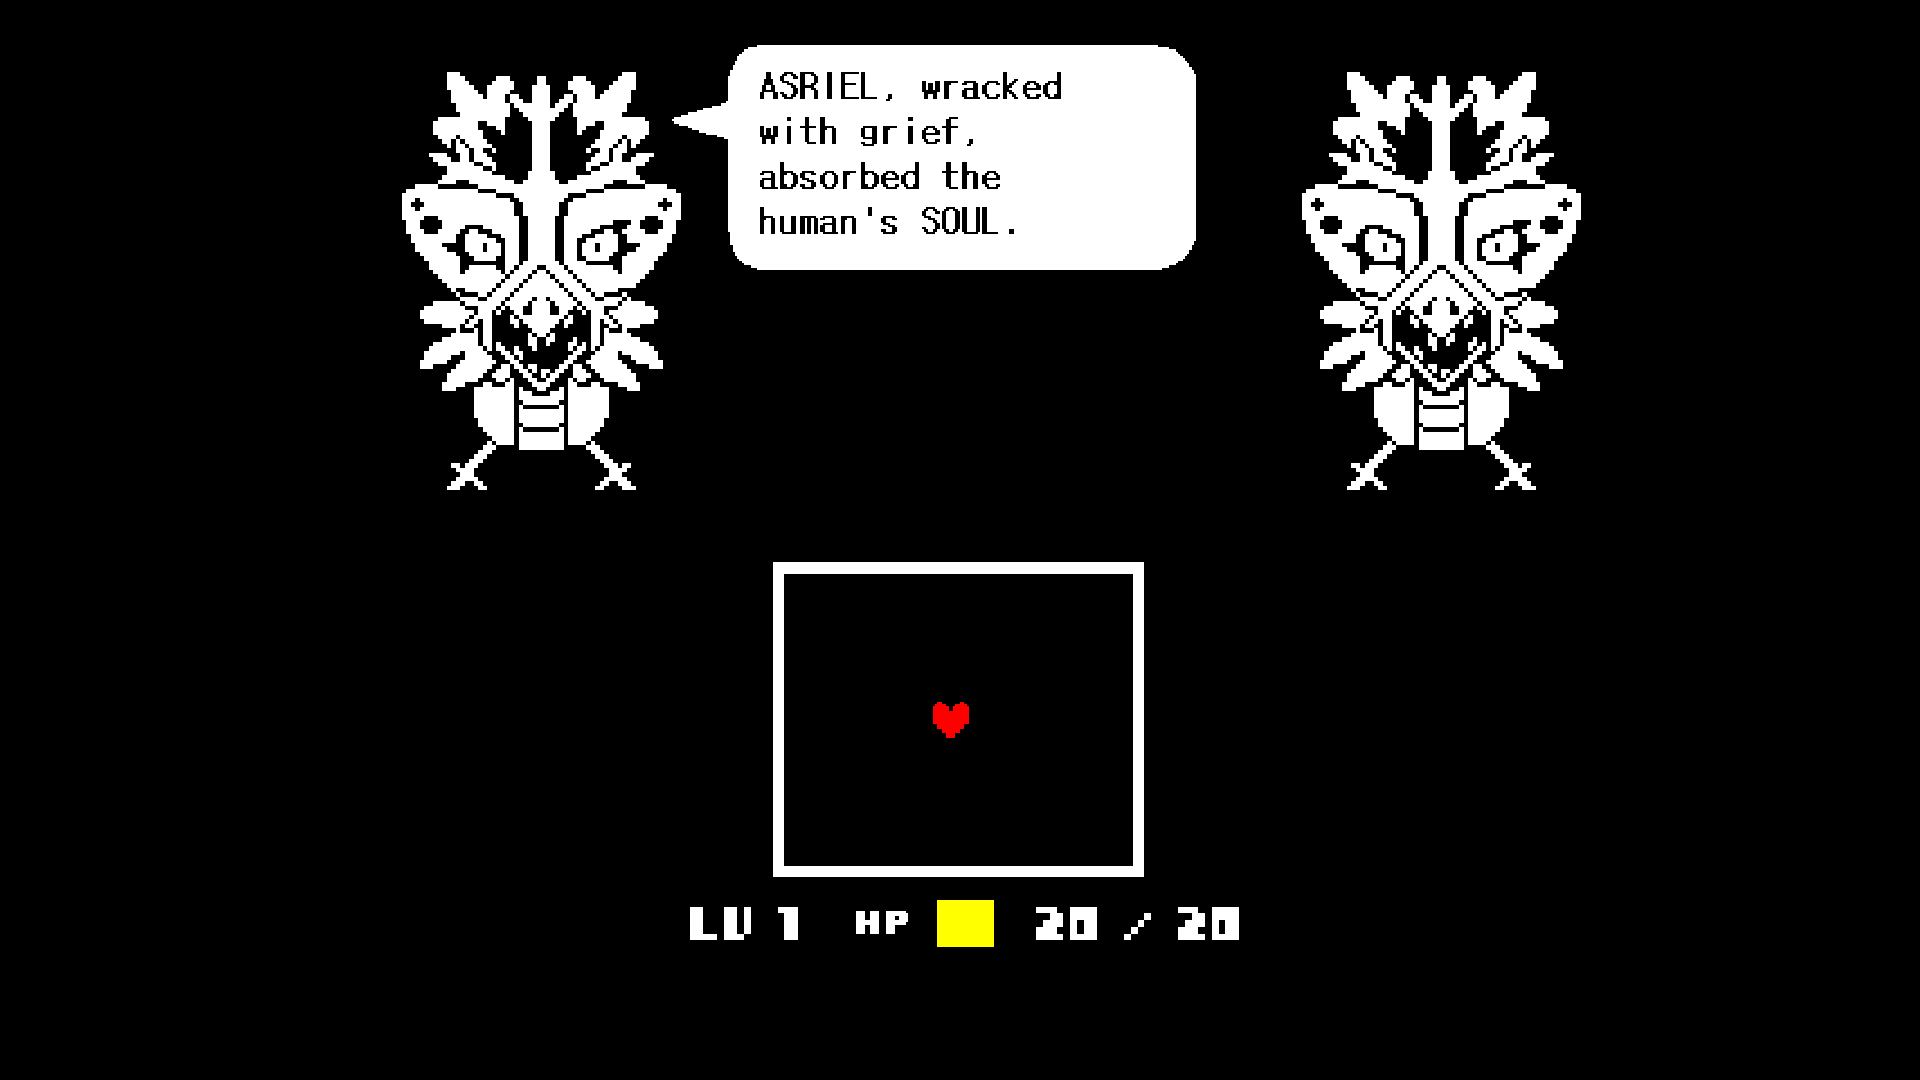 ASRIEL, wracked
with grief,
absorbed the
human's SOUL.
LV 1 HP 20 / 20